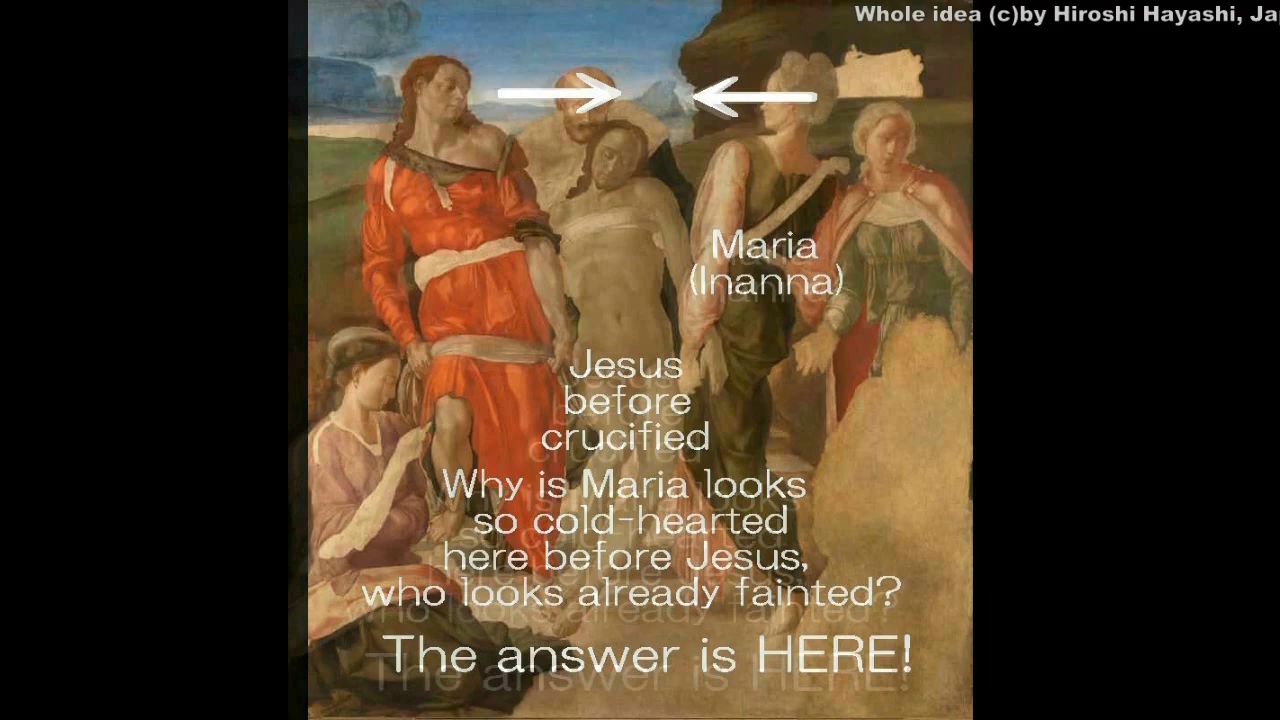 Whole idea (c)by Hiroshi Hayashi, Ja
Maria
(Inanna)
Jesus
before
crucified
Why is Maria looks
so cold-hearted
here before Jesus,
who looks already fainted?
The answer is HERE!